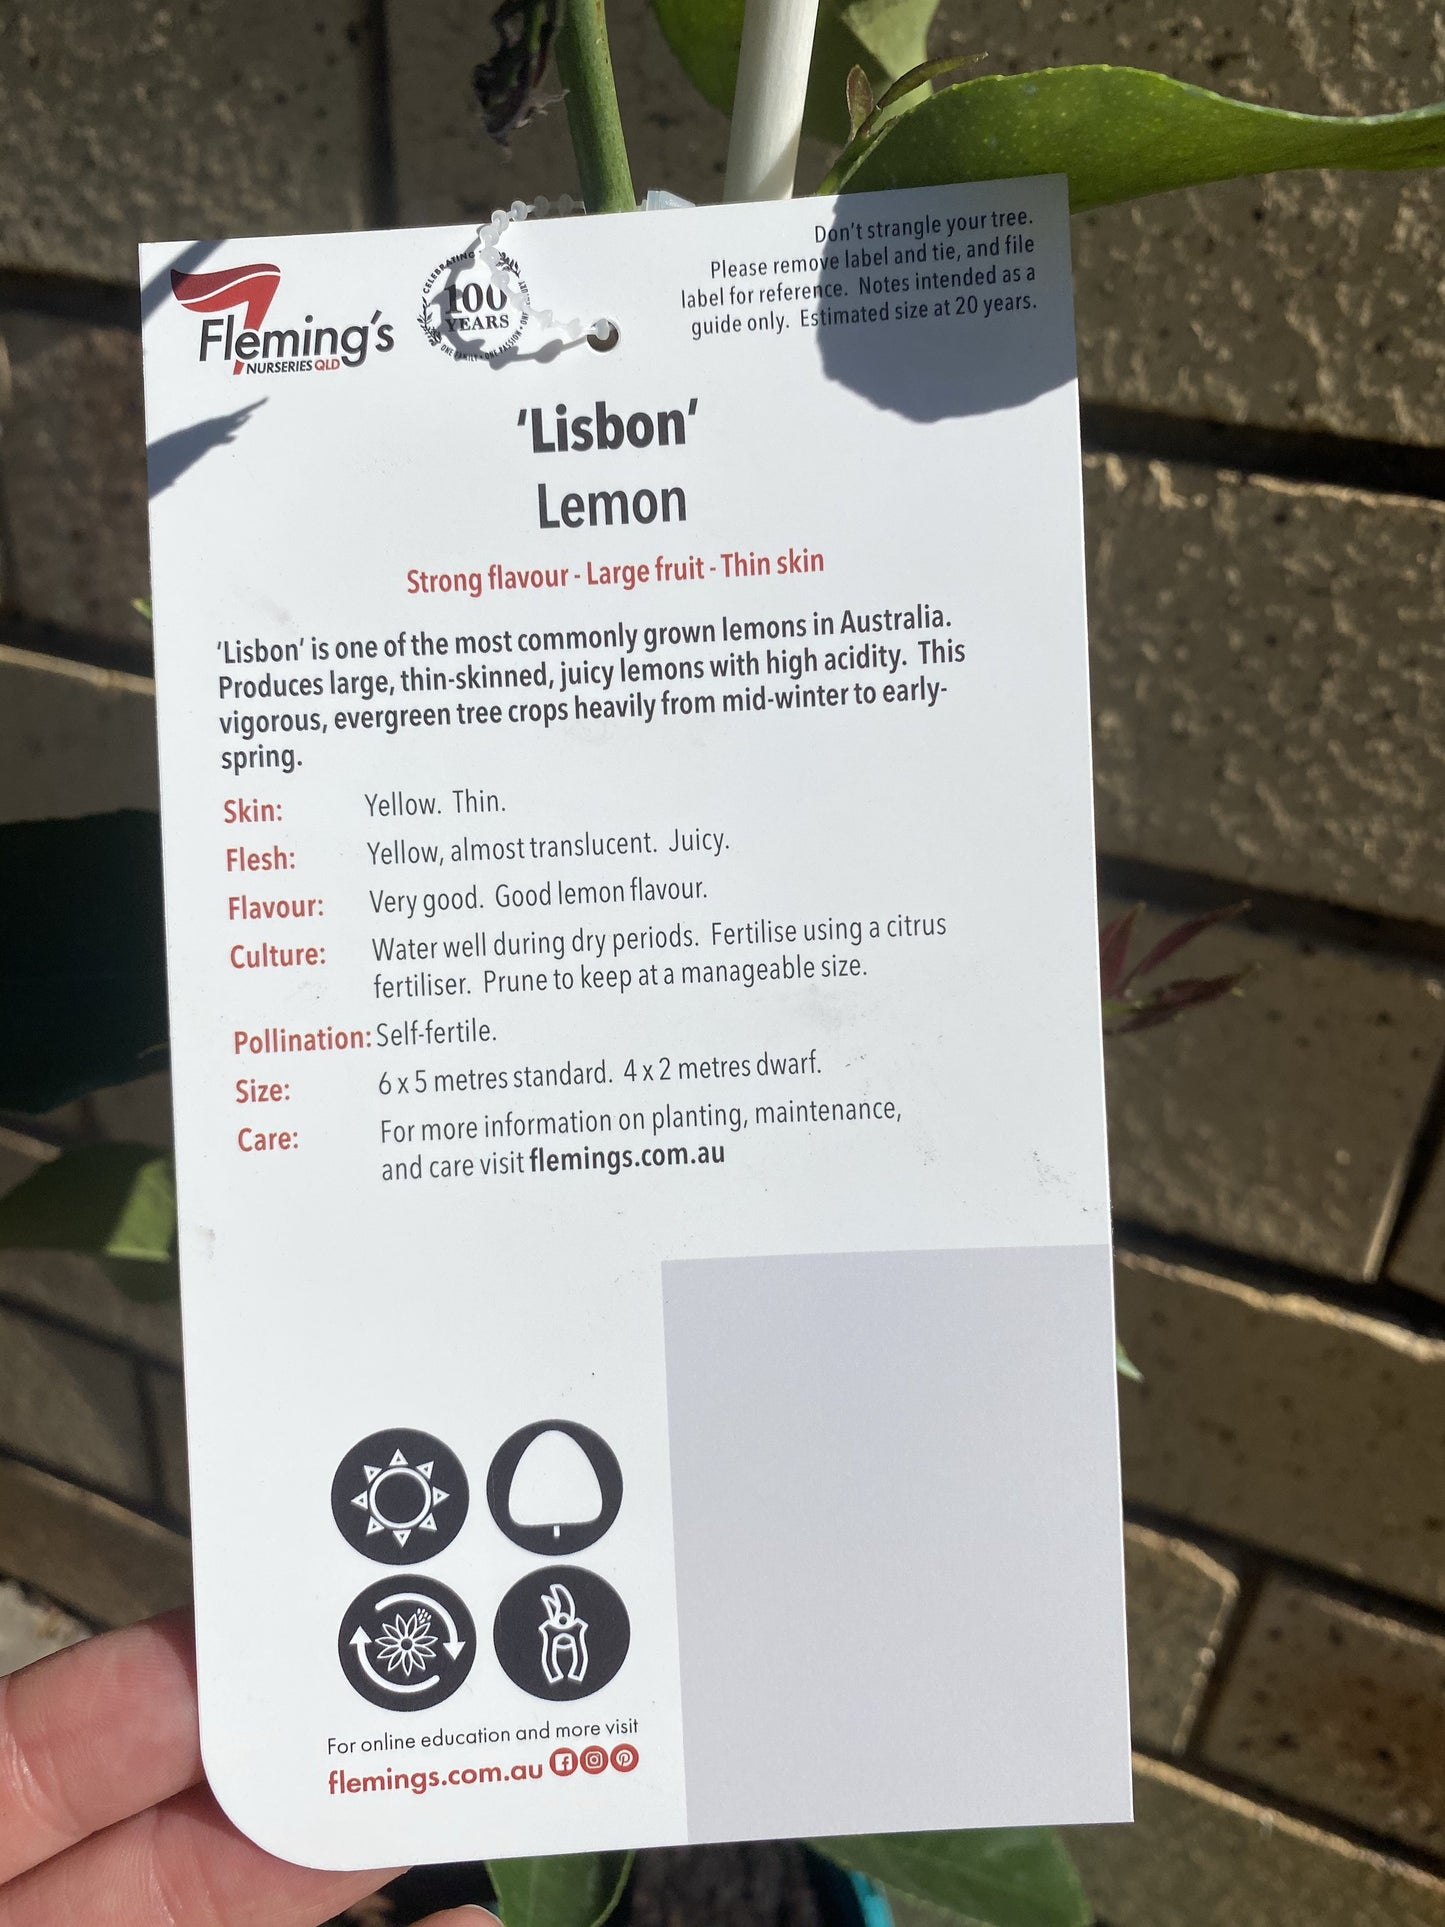 Fleming's
NURSERIES QLD
CELEBRATING
100
YEARS
ONE FAMILY • ONE PASSION • ONE
Don't strangle your tree.
Please remove label and tie, and file
label for reference. Notes intended as a
guide only. Estimated size at 20 years.
'Lisbon'
Lemon
Strong flavour - Large fruit - Thin skin
'Lisbon' is one of the most commonly grown lemons in Australia.
Produces large, thin-skinned, juicy lemons with high acidity. This
vigorous, evergreen tree crops heavily from mid-winter to early-
spring.
Skin: Yellow. Thin.
Flesh: Yellow, almost translucent. Juicy.
Flavour: Very good. Good lemon flavour.
Culture: Water well during dry periods. Fertilise using a citrus
fertiliser. Prune to keep at a manageable size.
Pollination: Self-fertile.
Size: 6 x 5 metres standard. 4 x 2 metres dwarf.
Care: For more information on planting, maintenance,
and care visit flemings.com.au
For online education and more visit
flemings.com.au